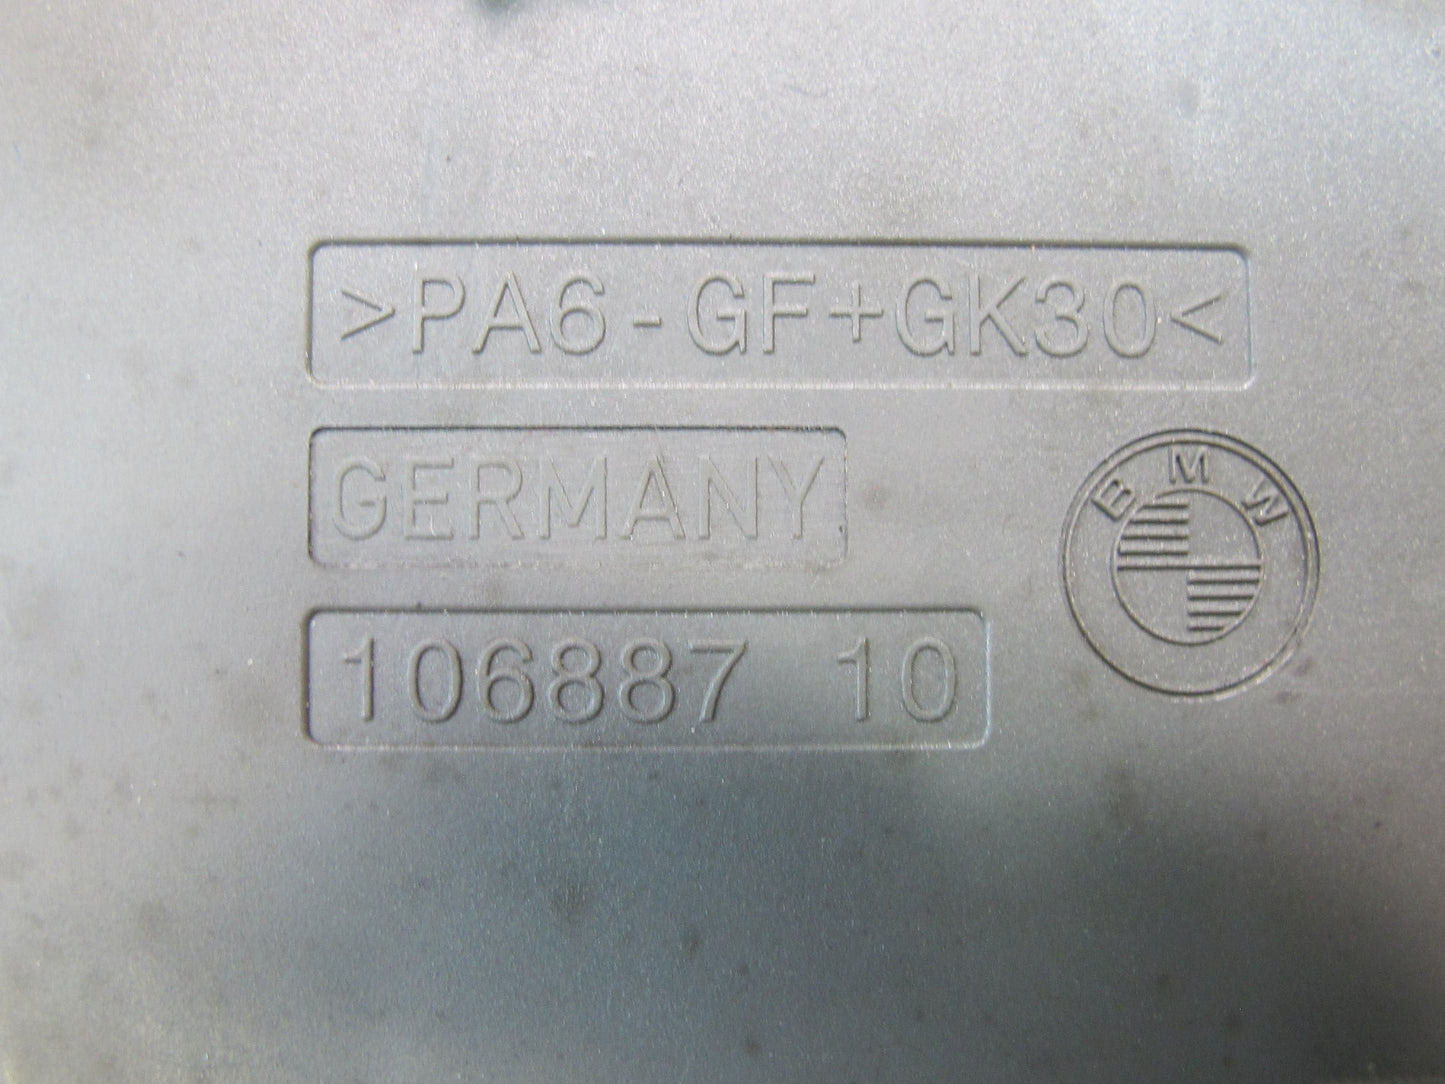 >PA6-GF+GK30<
GERMANY
BMW
106887 10